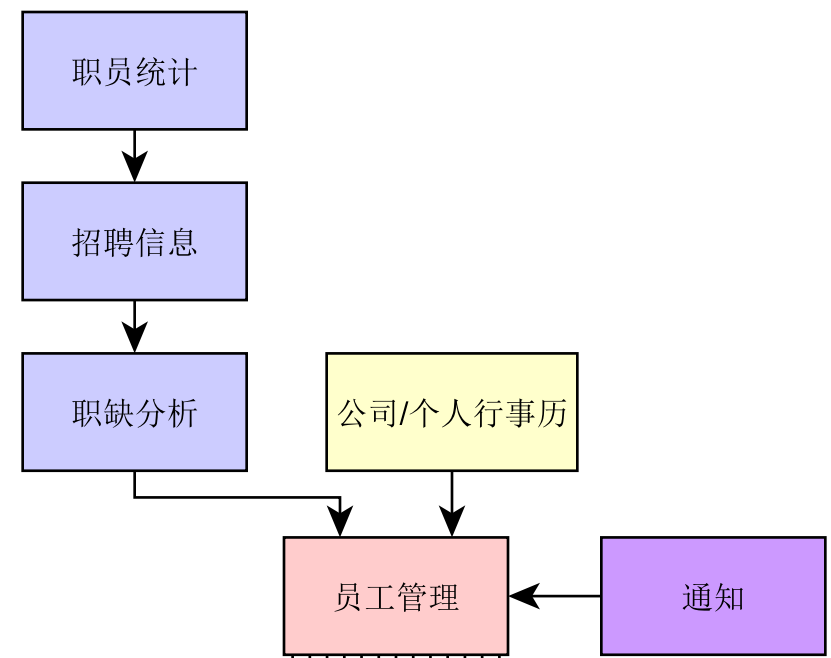 职员统计
招聘信息
职缺分析
公司/个人行事历
员工管理
通知